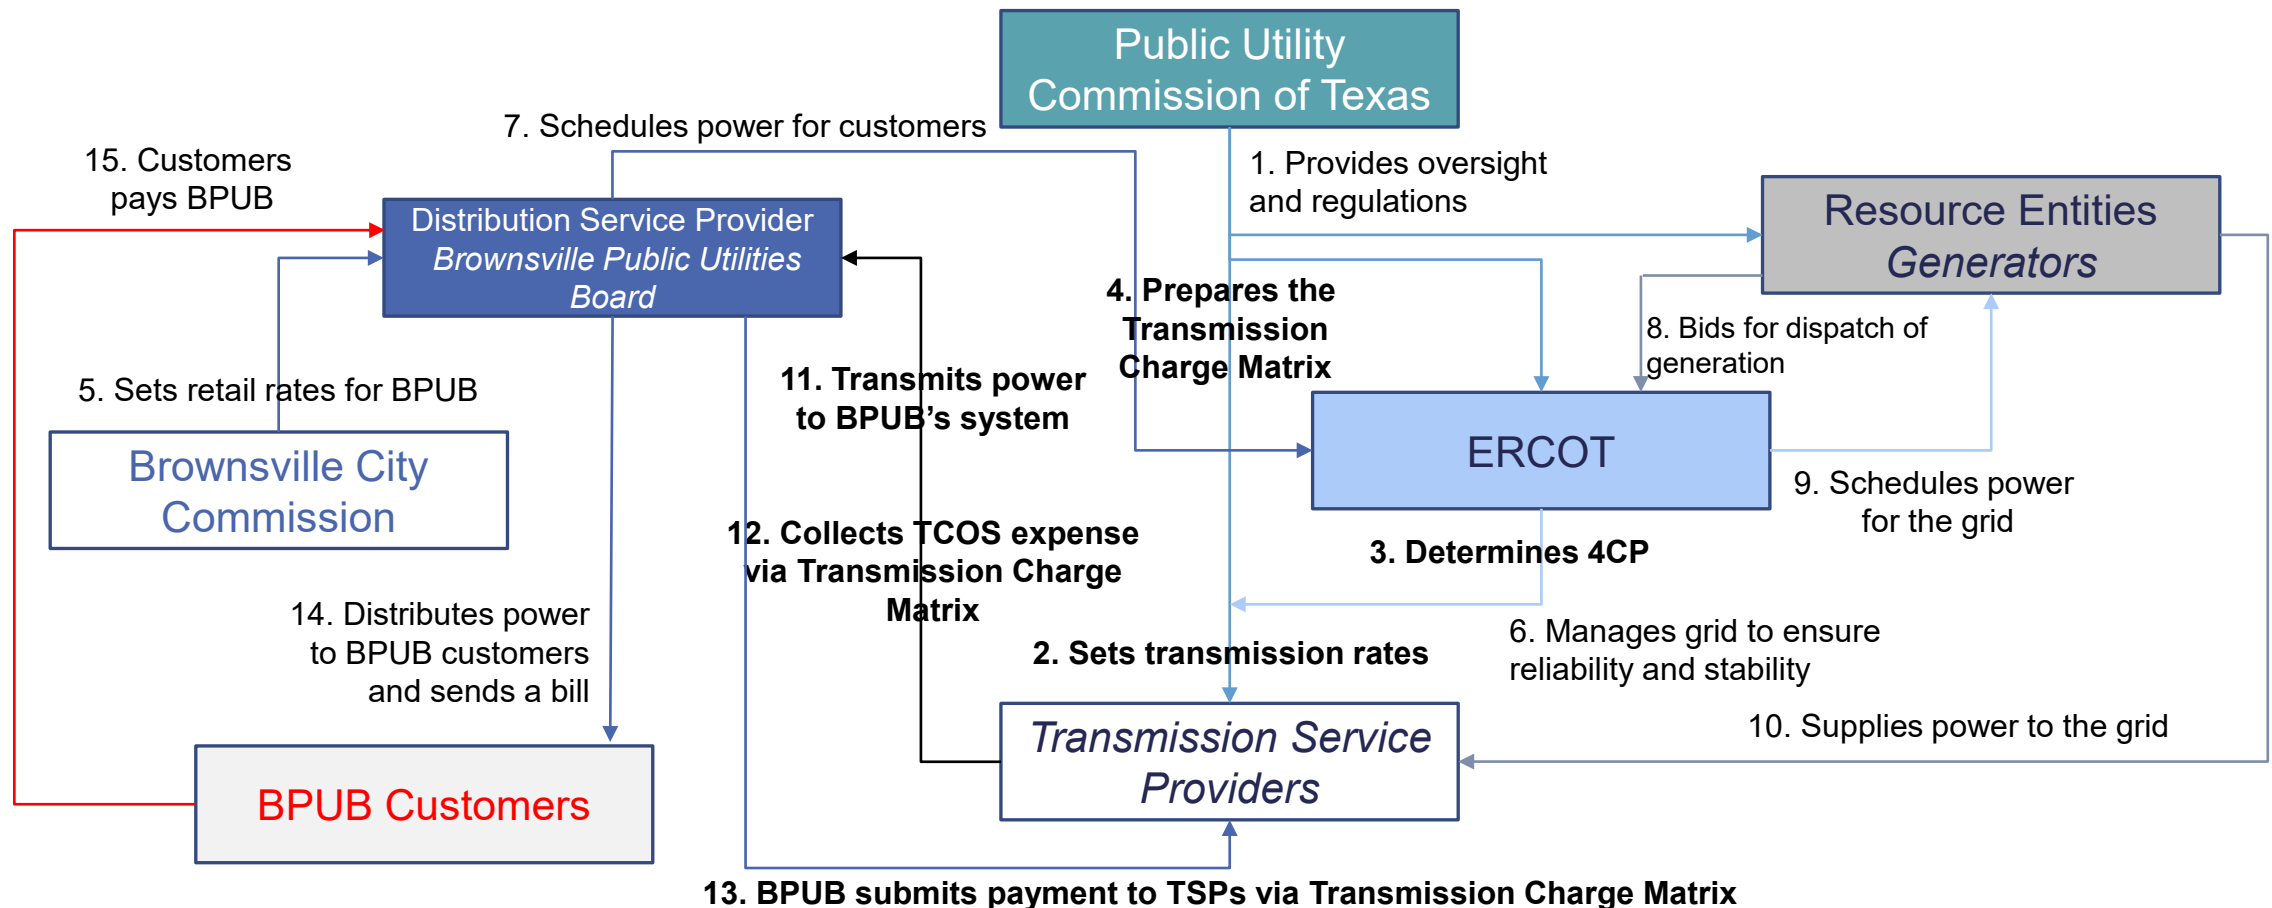 Public Utility
Commission of Texas
7. Schedules power for customers
15. Customers
pays BPUB
1. Provides oversight
and regulations
Distribution Service Provider
Brownsville Public Utilities
Board
Resource Entities
Generators
4. Prepares the
Transmission
Charge Matrix
8. Bids for dispatch of
generation
11. Transmits power
to BPUB’s system
5. Sets retail rates for BPUB
Brownsville City
Commission
ERCOT
9. Schedules power
for the grid
12. Collects TCOS expense
via Transmission Charge
Matrix
3. Determines 4CP
14. Distributes power
to BPUB customers
and sends a bill
6. Manages grid to ensure
reliability and stability
2. Sets transmission rates
10. Supplies power to the grid
Transmission Service
Providers
BPUB Customers
13. BPUB submits payment to TSPs via Transmission Charge Matrix